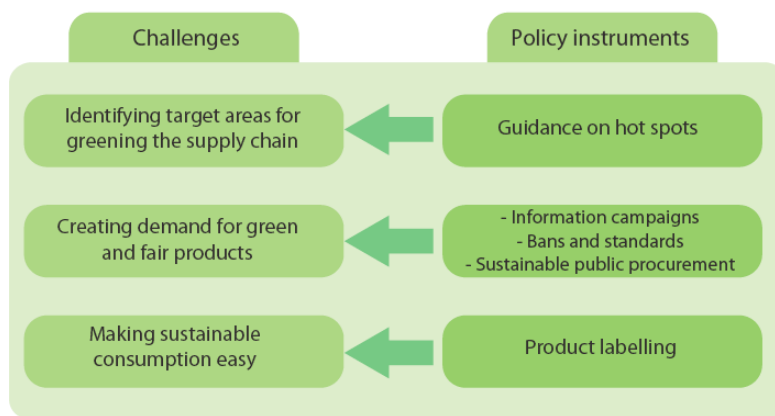 Challenges
Policy instruments
Identifying target areas for
greening the supply chain
Guidance on hot spots
Creating demand for green
and fair products
- Information campaigns
- Bans and standards
- Sustainable public procurement
Making sustainable
consumption easy
Product labelling